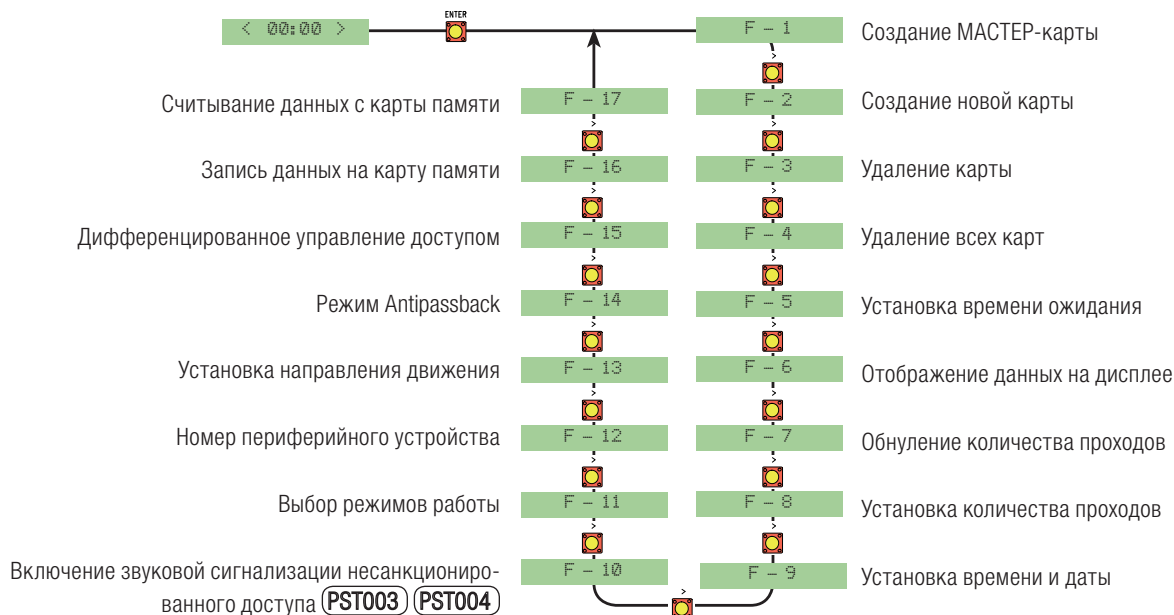 ENTER
< 00:00 >
F - 1
Создание МАСТЕР-карты
>
F - 2
Создание новой карты
>
F - 3
Удаление карты
>
F - 4
Удаление всех карт
>
F - 5
Установка времени ожидания
>
F - 6
Отображение данных на дисплее
>
F - 7
Обнуление количества проходов
>
F - 8
Установка количества проходов
>
F - 9
Установка времени и даты
>
Включение звуковой сигнализации несанкциониро-
ванного доступа PST003 PST004
F - 10
>
Выбор режимов работы
F - 11
>
Номер периферийного устройства
F - 12
>
Установка направления движения
F - 13
>
Режим Antipassback
F - 14
>
Дифференцированное управление доступом
F - 15
>
Запись данных на карту памяти
F - 16
>
Считывание данных с карты памяти
F - 17